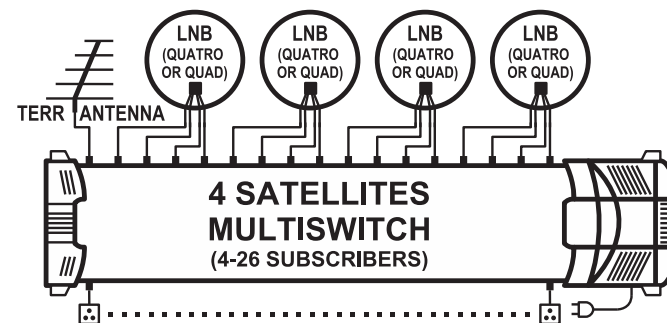 LNB
(QUATRO
OR QUAD)
LNB
(QUATRO
OR QUAD)
LNB
(QUATRO
OR QUAD)
LNB
(QUATRO
OR QUAD)
TERR ANTENNA
4 SATELLITES
MULTISWITCH
(4-26 SUBSCRIBERS)